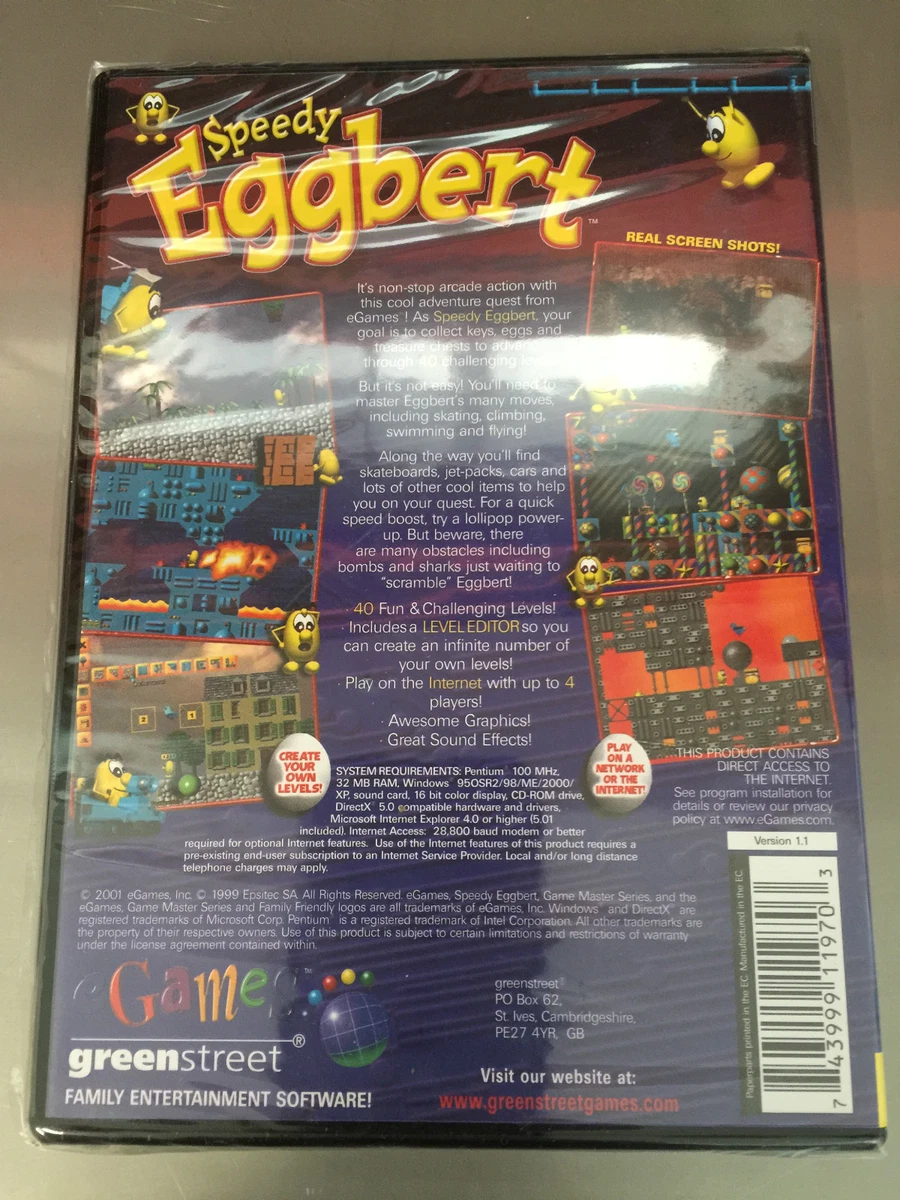 Speedy
Eggbert™
REAL SCREEN SHOTS!
It's non-stop arcade action with
this cool adventure quest from
eGames™! As Speedy Eggbert, your
goal is to collect keys, eggs and
treasure chests to advance
through 40 challenging
But it's not easy! You'll need to
master Eggbert's many moves,
including skating, climbing,
swimming and flying!
Along the way you'll find
skateboards, jet-packs, cars and
lots of other cool items to help
you on your quest. For a quick
speed boost, try a lollipop power-
up. But beware, there
are many obstacles including
bombs and sharks just waiting to
"scramble" Eggbert!
· 40 Fun & Challenging Levels!
· Includes a LEVEL EDITOR so you
can create an infinite number of
your own levels!
· Play on the Internet with up to 4
players!
· Awesome Graphics!
· Great Sound Effects!
CREATE
YOUR
OWN
LEVELS!
PLAY
ON A
NETWORK
OR THE
INTERNET!
SYSTEM REQUIREMENTS: Pentium® 100 MHz,
32 MB RAM, Windows® 95OSR2/98/ME/2000/
XP, sound card, 16 bit color display, CD-ROM drive,
DirectX® 5.0 compatible hardware and drivers,
Microsoft Internet Explorer 4.0 or higher (5.01
included). Internet Access: 28,800 baud modem or better
required for optional Internet features. Use of the Internet features of this product requires a
pre-existing end-user subscription to an Internet Service Provider. Local and/or long distance
telephone charges may apply.
THIS PRODUCT CONTAINS
DIRECT ACCESS TO
THE INTERNET.
See program installation for
details or review our privacy
policy at www.eGames.com.
Version 1.1
© 2001 eGames, Inc. © 1999 Epsitec SA. All Rights Reserved. eGames, Speedy Eggbert, Game Master Series, and the
eGames, Game Master Series and Family Friendly logos are all trademarks of eGames, Inc. Windows® and DirectX® are
registered trademarks of Microsoft Corp. Pentium® is a registered trademark of Intel Corporation. All other trademarks are
the property of their respective owners. Use of this product is subject to certain limitations and restrictions of warranty
under the license agreement contained within.
eGames™
greenstreet®
FAMILY ENTERTAINMENT SOFTWARE!
greenstreet®
PO Box 62,
St. Ives, Cambridgeshire,
PE27 4YR, GB
Visit our website at:
www.greenstreetgames.com
Paperparts printed in the EC. Manufactured in the EC
7 43999 11970 3